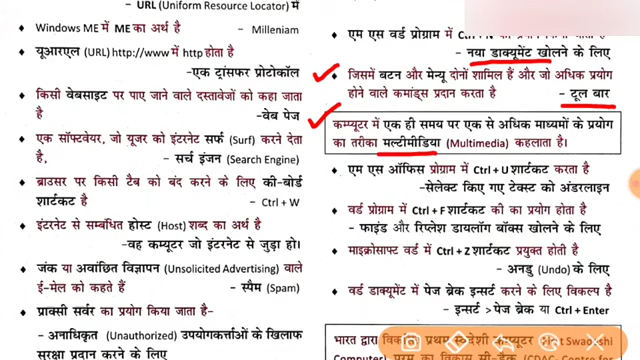 - URL (Uniform Resource Locator) में
♦ Windows ME में ME का अर्थ है
- Milleniam
♦ यूआरएल (URL) http://www में http होता है
- एक ट्रांसफर प्रोटोकॉल
♦ किसी वेबसाइट पर पाए जाने वाले दस्तावेजों को कहा जाता
है
- वेब पेज
♦ एक सॉफ्टवेयर, जो यूजर को इंटरनेट सर्फ (Surf) करने देता
है,
- सर्च इंजन (Search Engine)
♦ ब्राउसर पर किसी टैब को बंद करने के लिए की-बोर्ड
शार्टकट है
- Ctrl + W
♦ इंटरनेट से सम्बंधित होस्ट (Host) शब्द का अर्थ है
- वह कम्यूटर जो इंटरनेट से जुड़ा हो।
♦ जंक या अवांछित विज्ञापन (Unsolicited Advertising) वाले
ई-मेल को कहते हैं
- स्पैम (Spam)
♦ प्राक्सी सर्वर का प्रयोग किया जाता है-
- अनाधिकृत (Unauthorized) उपयोगकर्त्ताओं के खिलाफ
सुरक्षा प्रदान करने के लिए
एम एस वर्ड प्रोग्राम में
- नया डाक्यूमेंट खोलने के लिए
♦ जिसमें बटन और मेन्यू दोनों शामिल हैं और जो अधिक प्रयोग
होने वाले कमांड्स प्रदान करता है
- टूल बार
कम्प्यूटर में एक ही समय पर एक से अधिक माध्यमों के प्रयोग
का तरीका मल्टीमीडिया (Multimedia) कहलाता है।
♦ एम एस ऑफिस प्रोग्राम में Ctrl + U शार्टकट करता है
- सेलेक्ट किए गए टेक्स्ट को अंडरलाइन
♦ वर्ड प्रोग्राम में Ctrl + F शार्टकट की का प्रयोग होता है
- फाइंड और रिप्लेश डायलॉग बॉक्स खोलने के लिए
♦ माइक्रोसाफ्ट वर्ड में Ctrl + Z शार्टकट प्रयुक्त होती है
- अनडु (Undo) के लिए
♦ वर्ड डाक्यूमेंट में पेज ब्रेक इन्सर्ट करने के लिए विकल्प है
- इन्सर्ट > पेज ब्रेक या Ctrl + Enter
भारत द्वारा